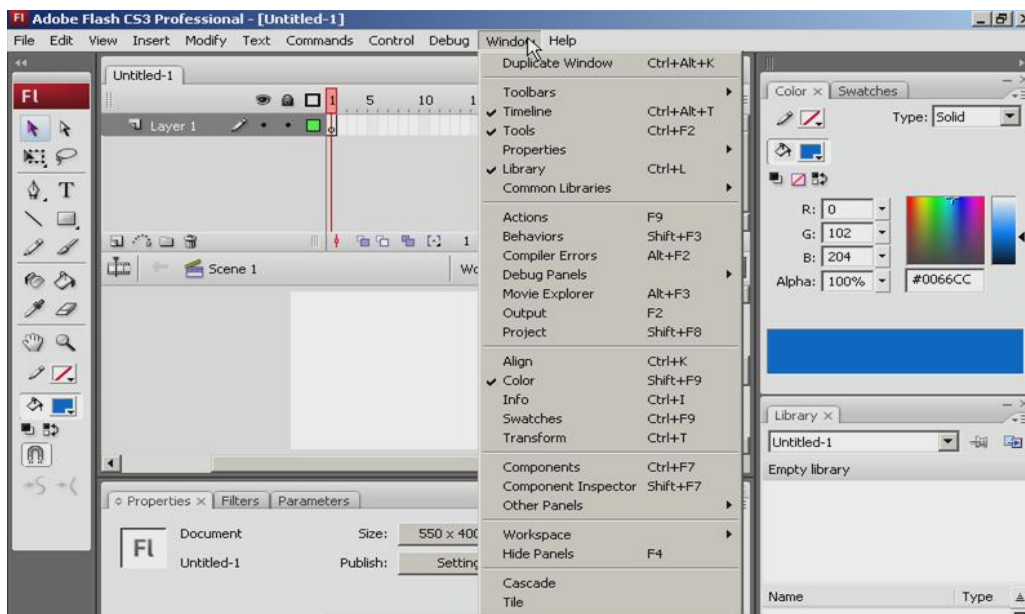 Adobe Flash CS3 Professional - [Untitled-1]
File Edit View Insert Modify Text Commands Control Debug Window Help
Untitled-1
1 5 10 1
Layer 1
1
Scene 1
Wo
Properties × Filters Parameters
Fl Document Size: 550 x 400
Untitled-1 Publish: Setting
Duplicate Window Ctrl+Alt+K
Toolbars
Timeline Ctrl+Alt+T
Tools Ctrl+F2
Properties
Library Ctrl+L
Common Libraries
Actions F9
Behaviors Shift+F3
Compiler Errors Alt+F2
Debug Panels
Movie Explorer Alt+F3
Output F2
Project Shift+F8
Align Ctrl+K
Color Shift+F9
Info Ctrl+I
Swatches Ctrl+F9
Transform Ctrl+T
Components Ctrl+F7
Component Inspector Shift+F7
Other Panels
Workspace
Hide Panels F4
Cascade
Tile
Color × Swatches
Type: Solid
R: 0
G: 102
B: 204
Alpha: 100% #0066CC
Library ×
Untitled-1
Empty library
Name Type
Fl
T